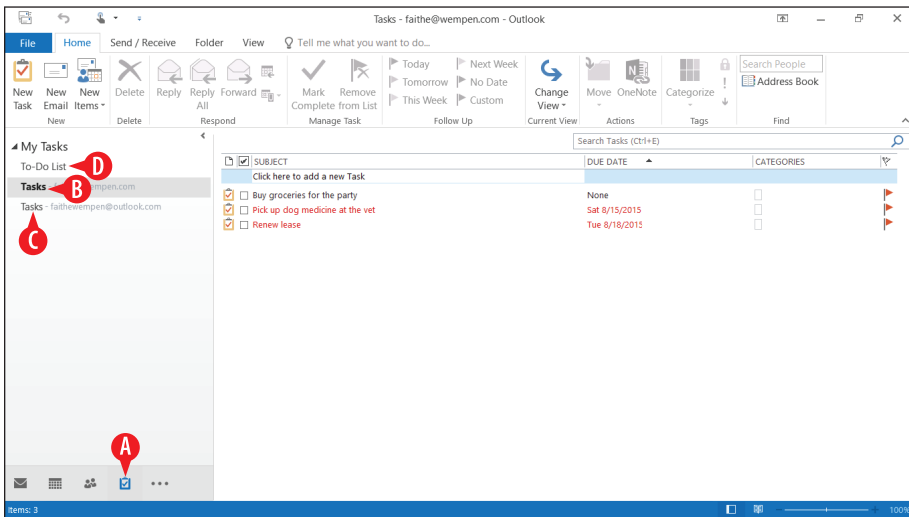 Tasks - faithe@wempen.com - Outlook
File Home Send / Receive Folder View Tell me what you want to do...
New Task
New Email
New Items
Delete
Reply
Reply All
Forward
Mark Complete
Remove from List
Today
Next Week
Tomorrow
No Date
This Week
Custom
Change View
Move
OneNote
Categorize
Search People
Address Book
New Delete Respond Manage Task Follow Up Current View Actions Tags Find
My Tasks
Search Tasks (Ctrl+E)
To-Do List D
SUBJECT DUE DATE CATEGORIES
Click here to add a new Task
Tasks B wempen.com
Buy groceries for the party None
Tasks - faithewempen@outlook.com
Pick up dog medicine at the vet Sat 8/15/2015
Renew lease Tue 8/18/2015
C
A
Items: 3 100%